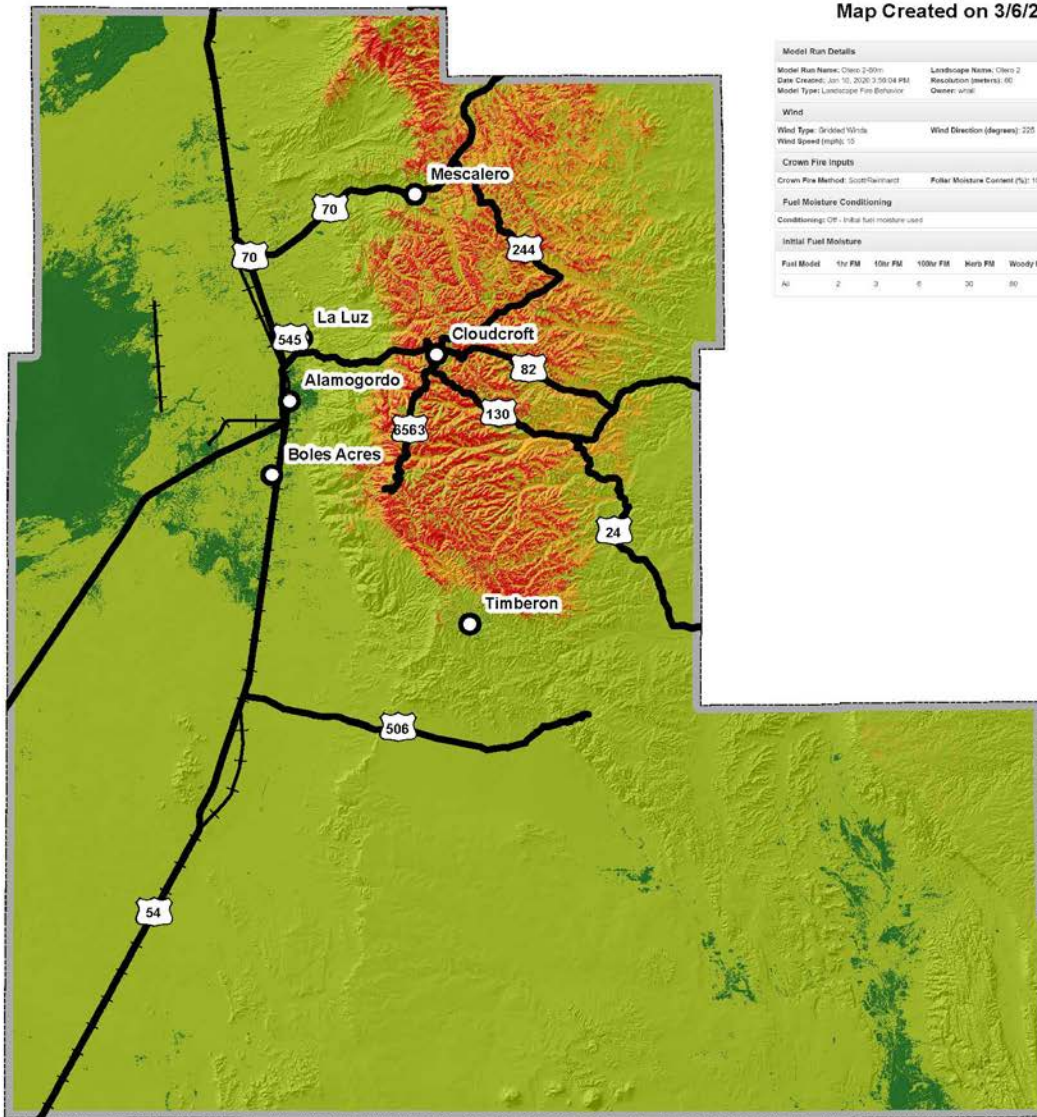 Map Created on 3/6/2
Model Run Details
Model Run Name: Otero 2-60m Landscape Name: Otero 2
Date Created: Jan 10, 2020 3:56:04 PM Resolution (meters): 60
Model Type: Landscape Fire Behavior Owner:
Wind
Wind Type: Gridded Winds Wind Direction (degrees): 225
Wind Speed (mph): 15
Crown Fire Inputs
Crown Fire Method: Scott/Reinhardt Foliar Moisture Content (%):
Fuel Moisture Conditioning
Conditioning: Off - Initial fuel moisture used
Initial Fuel Moisture
Fuel Model 1hr FM 10hr FM 100hr FM Herb FM Woody
All 2 3 6 30
Mescalero
70
244
70
La Luz
545
Cloudcroft
82
Alamogordo
130
6563
Boles Acres
24
Timberon
506
54